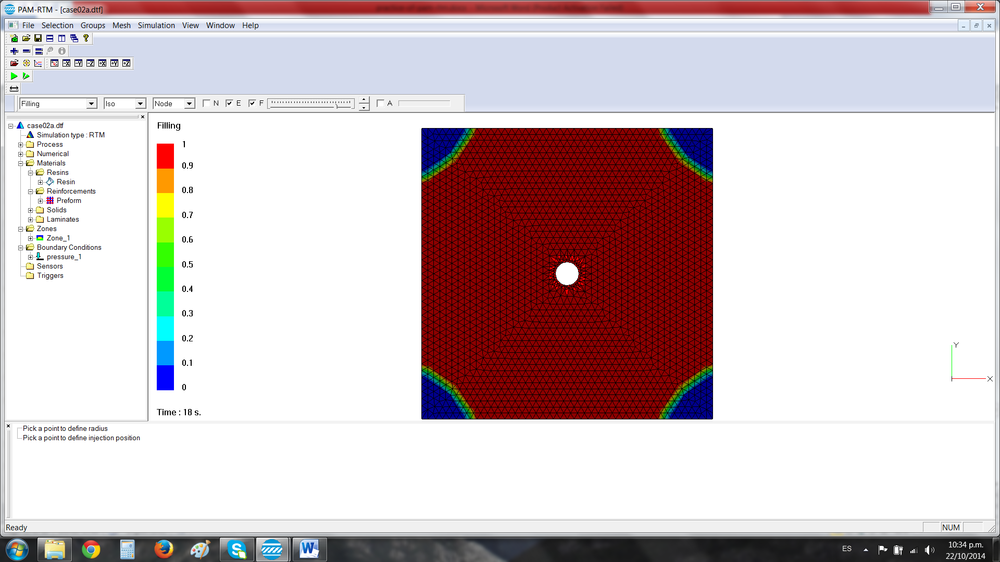 PAM-RTM - [case02a.dtf]
File Selection Groups Mesh Simulation View Window Help
Filling Iso Node N E F A
case02a.dtf
Simulation type : RTM
Process
Numerical
Materials
Resins
Resin
Reinforcements
Preform
Solids
Laminates
Zones
Zone_1
Boundary Conditions
pressure_1
Sensors
Triggers
Filling
1
0.9
0.8
0.7
0.6
0.5
0.4
0.3
0.2
0.1
0
Time : 18 s.
Y
X
Pick a point to define radius
Pick a point to define injection position
Ready
NUM
ES
10:34 p.m.
22/10/2014